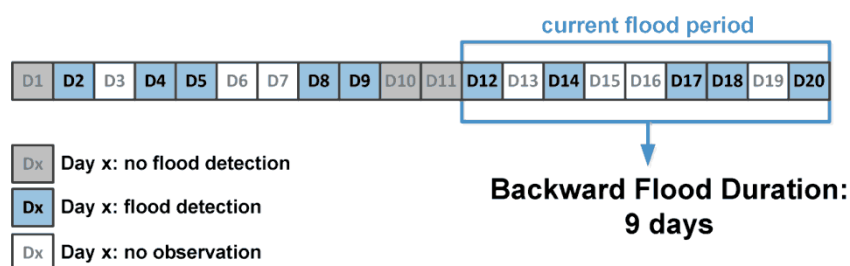 current flood period
D1 D2 D3 D4 D5 D6 D7 D8 D9 D10 D11 D12 D13 D14 D15 D16 D17 D18 D19 D20
Dx Day x: no flood detection
Dx Day x: flood detection
Dx Day x: no observation
Backward Flood Duration:
9 days